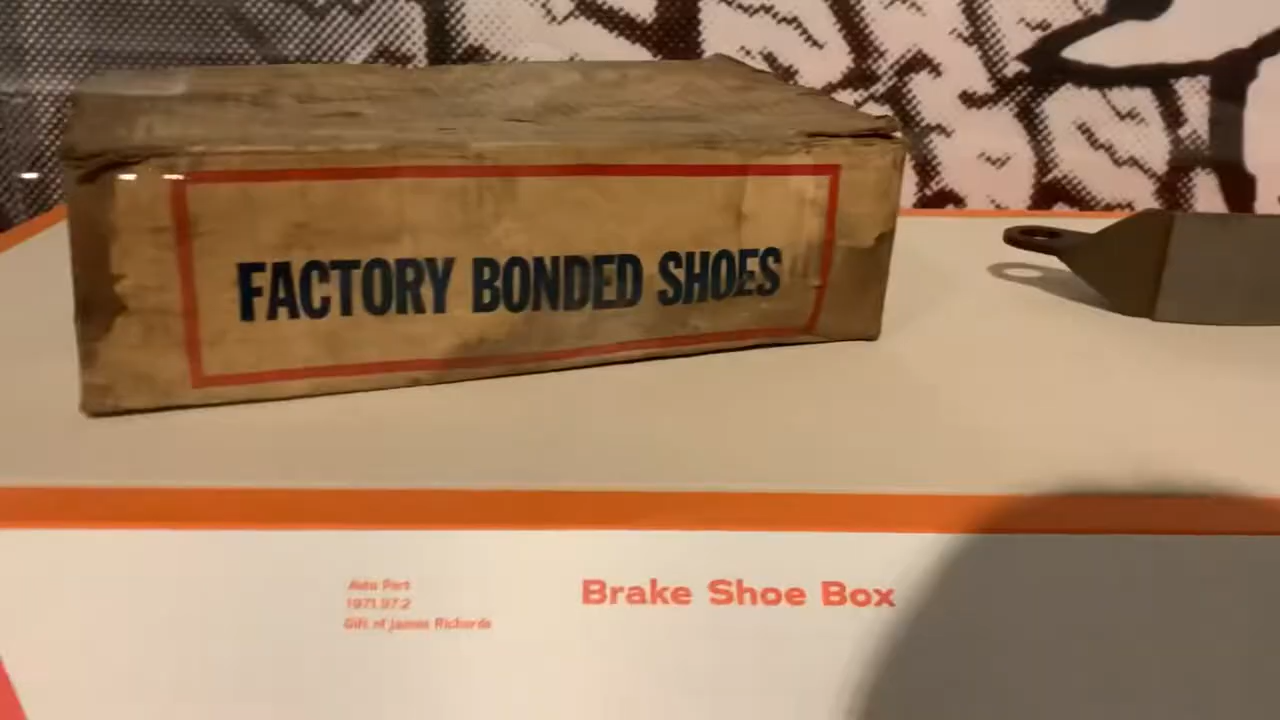 FACTORY BONDED SHOES
Auto Part
1971.97.2
Gift of James Richards
Brake Shoe Box